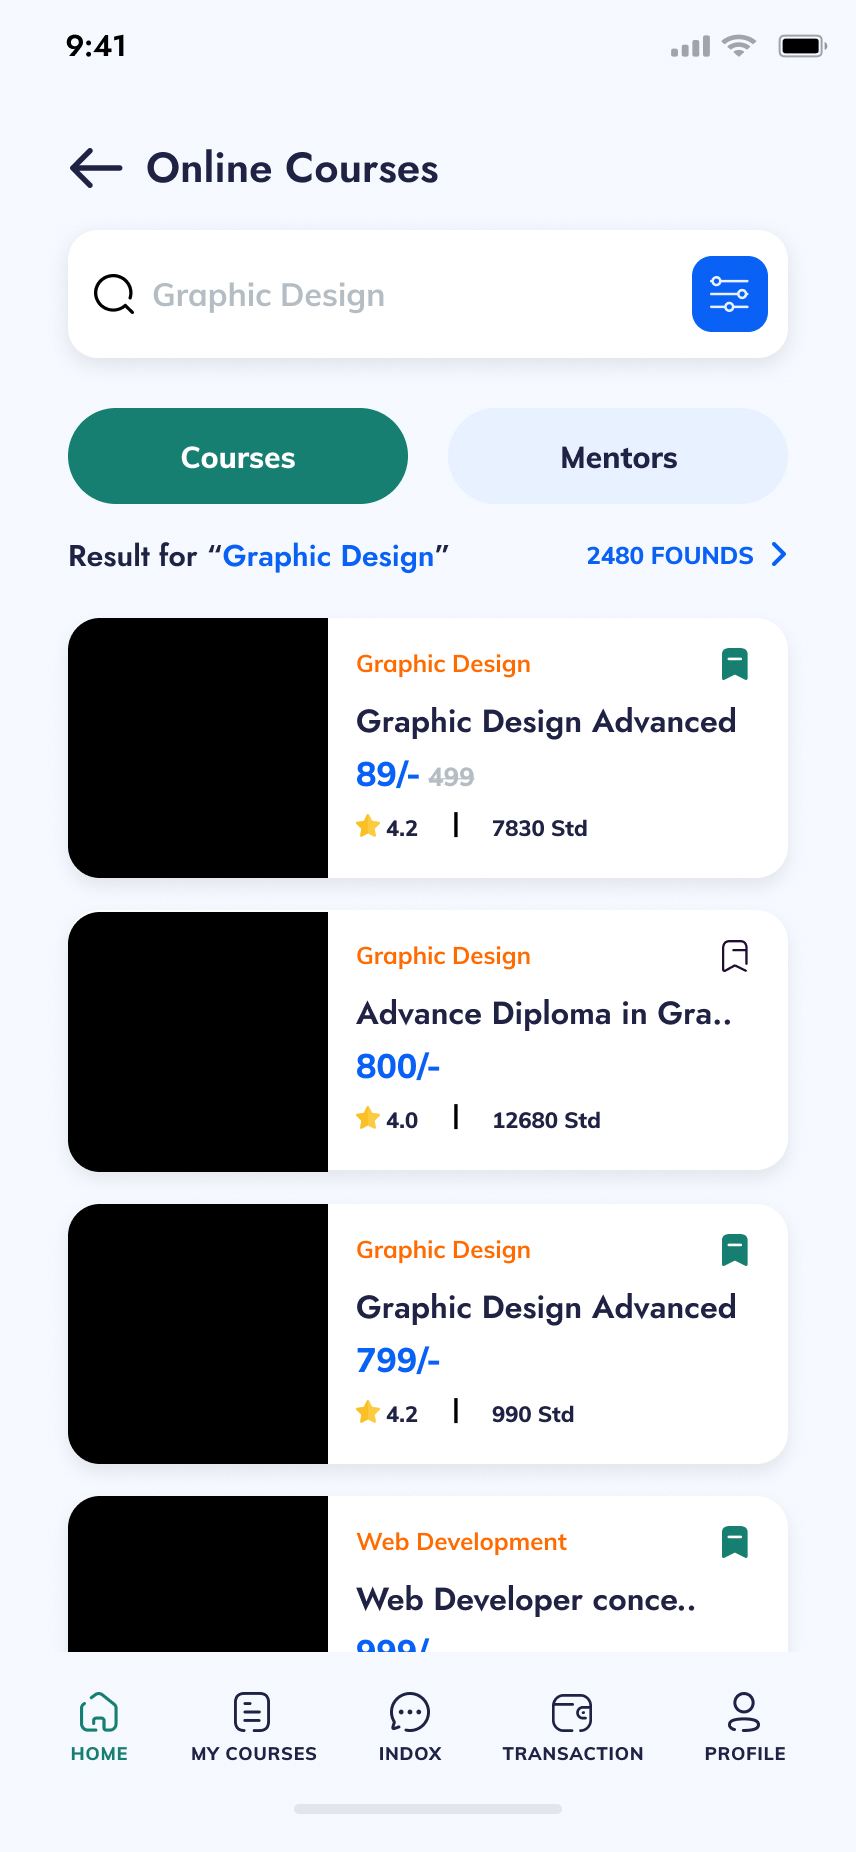 9:41
Online Courses
Graphic Design
Courses
Mentors
Result for “Graphic Design”
2480 FOUNDS
Graphic Design
Graphic Design Advanced
89/- 499
4.2 | 7830 Std
Graphic Design
Advance Diploma in Gra..
800/-
4.0 | 12680 Std
Graphic Design
Graphic Design Advanced
799/-
4.2 | 990 Std
Web Development
Web Developer conce..
999/
HOME
MY COURSES
INDOX
TRANSACTION
PROFILE